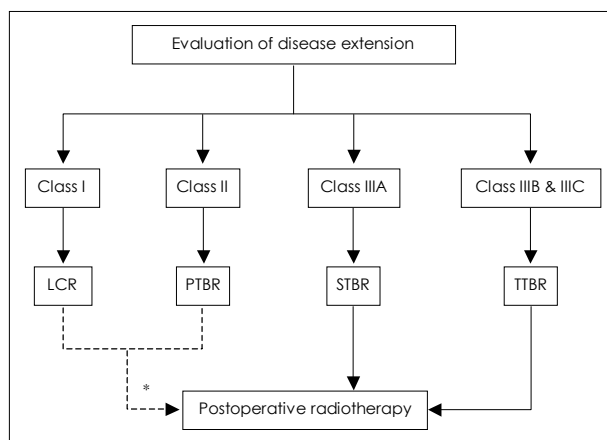 Evaluation of disease extension
Class I Class II Class IIIA Class IIIB & IIIC
LCR PTBR STBR TTBR
*
Postoperative radiotherapy